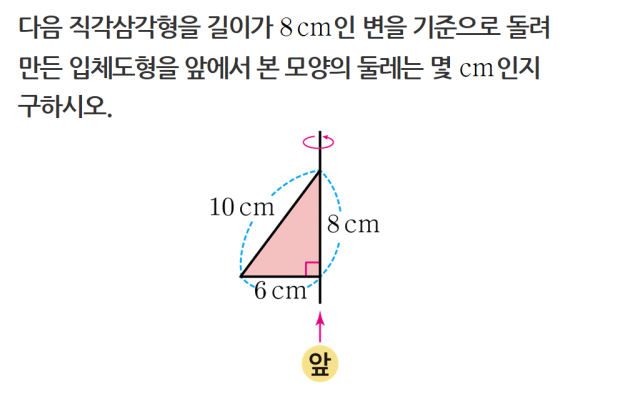 다음 직각삼각형을 길이가 8 cm인 변을 기준으로 돌려
만든 입체도형을 앞에서 본 모양의 둘레는 몇 cm인지
구하시오.
10 cm
8 cm
6 cm
앞